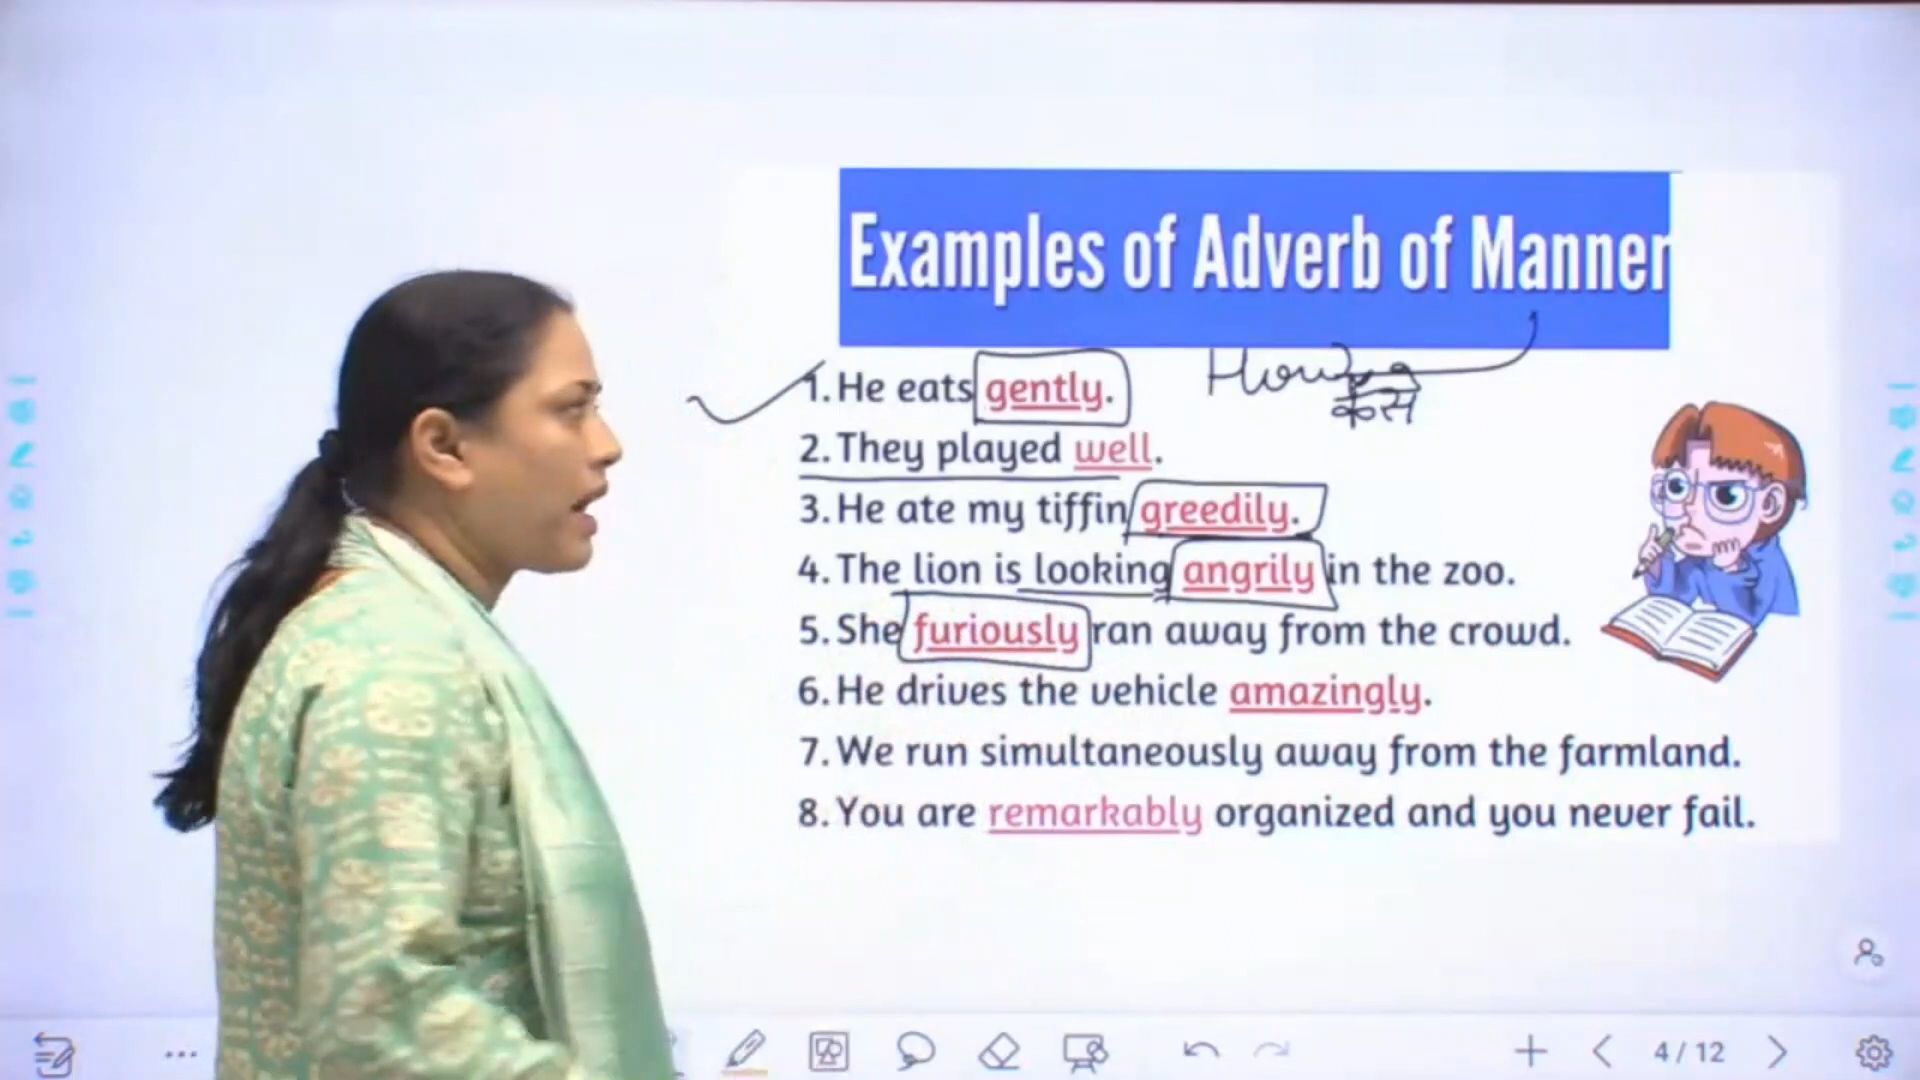 Examples of Adverb of Manner
How
कैसे
1. He eats gently.
2. They played well.
3. He ate my tiffin greedily.
4. The lion is looking angrily in the zoo.
5. She furiously ran away from the crowd.
6. He drives the vehicle amazingly.
7. We run simultaneously away from the farmland.
8. You are remarkably organized and you never fail.
4 / 12